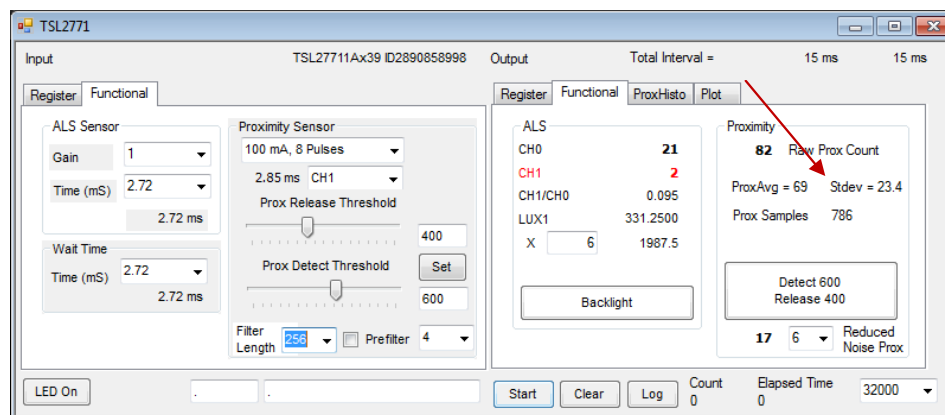 TSL2771
Input TSL27711Ax39 ID2890858998 Output Total Interval = 15 ms 15 ms
Register Functional
Register Functional ProxHisto Plot
ALS Sensor
Gain 1
Time (mS) 2.72
2.72 ms
Wait Time
Time (mS) 2.72
2.72 ms
Proximity Sensor
100 mA, 8 Pulses
2.85 ms CH1
Prox Release Threshold
400
Prox Detect Threshold
Set
600
Filter
Length 256 Prefilter 4
ALS
CH0 21
CH1 2
CH1/CH0 0.095
LUX1 331.2500
X 6 1987.5
Backlight
Proximity
82 Raw Prox Count
ProxAvg = 69 Stdev = 23.4
Prox Samples 786
Detect 600
Release 400
17 6 Reduced
Noise Prox
LED On . .
Start Clear Log
Count
0
Elapsed Time
0
32000